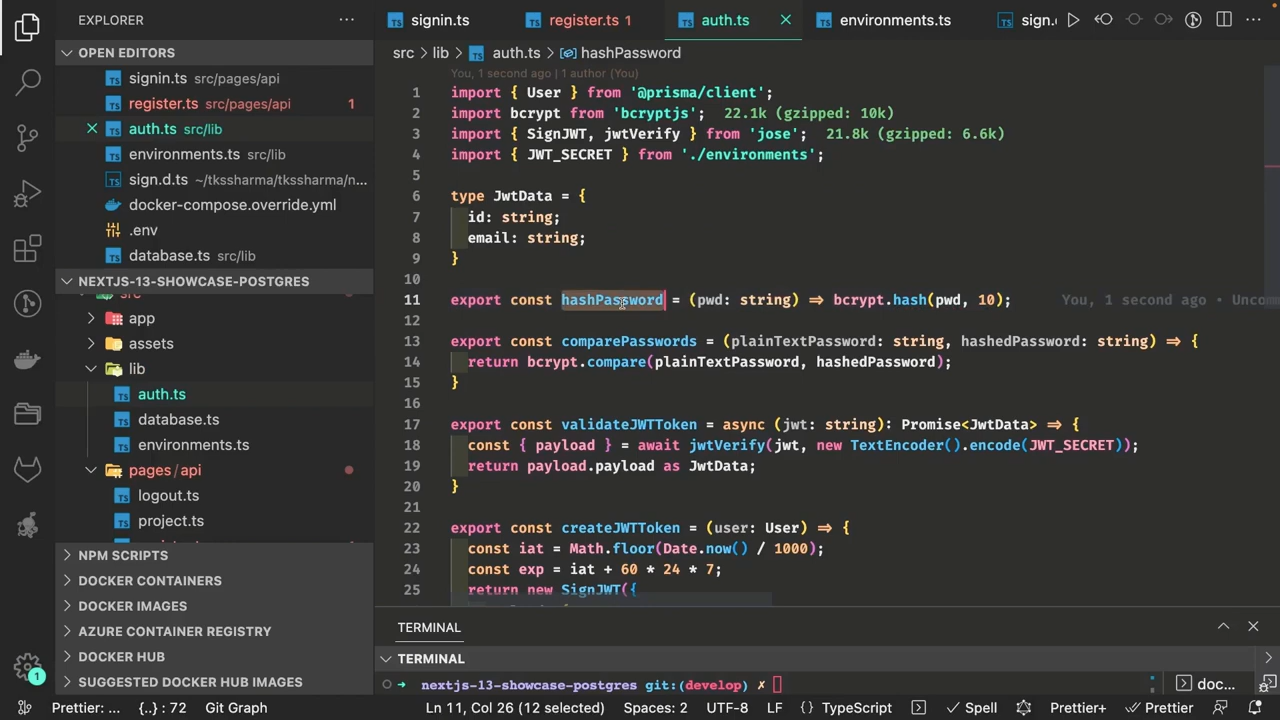 EXPLORER
OPEN EDITORS
signin.ts src/pages/api
register.ts src/pages/api 1
auth.ts src/lib
environments.ts src/lib
sign.d.ts ~/tkssharma/tkssharma/n...
docker-compose.override.yml
.env
database.ts src/lib
NEXTJS-13-SHOWCASE-POSTGRES
src
app
assets
lib
auth.ts
database.ts
environments.ts
pages / api
logout.ts
project.ts
NPM SCRIPTS
DOCKER CONTAINERS
DOCKER IMAGES
AZURE CONTAINER REGISTRY
DOCKER HUB
SUGGESTED DOCKER HUB IMAGES
signin.ts register.ts 1 auth.ts environments.ts sign.
src > lib > auth.ts > hashPassword
You, 1 second ago | 1 author (You)
1 import { User } from '@prisma/client';
2 import bcrypt from 'bcryptjs'; 22.1k (gzipped: 10k)
3 import { SignJWT, jwtVerify } from 'jose'; 21.8k (gzipped: 6.6k)
4 import { JWT_SECRET } from './environments';
5
6 type JwtData = {
7 id: string;
8 email: string;
9 }
10
11 export const hashPassword = (pwd: string) => bcrypt.hash(pwd, 10); You, 1 second ago • Uncom
12
13 export const comparePasswords = (plainTextPassword: string, hashedPassword: string) => {
14 return bcrypt.compare(plainTextPassword, hashedPassword);
15 }
16
17 export const validateJWTToken = async (jwt: string): Promise<JwtData> => {
18 const { payload } = await jwtVerify(jwt, new TextEncoder().encode(JWT_SECRET));
19 return payload.payload as JwtData;
20 }
21
22 export const createJWTToken = (user: User) => {
23 const iat = Math.floor(Date.now() / 1000);
24 const exp = iat + 60 * 24 * 7;
25 return new SignJWT({
TERMINAL
TERMINAL
nextjs-13-showcase-postgres git:(develop) ✗
doc...
1
Prettier: ... {..} : 72 Git Graph Ln 11, Col 26 (12 selected) Spaces: 2 UTF-8 LF {} TypeScript Spell Prettier+ Prettier